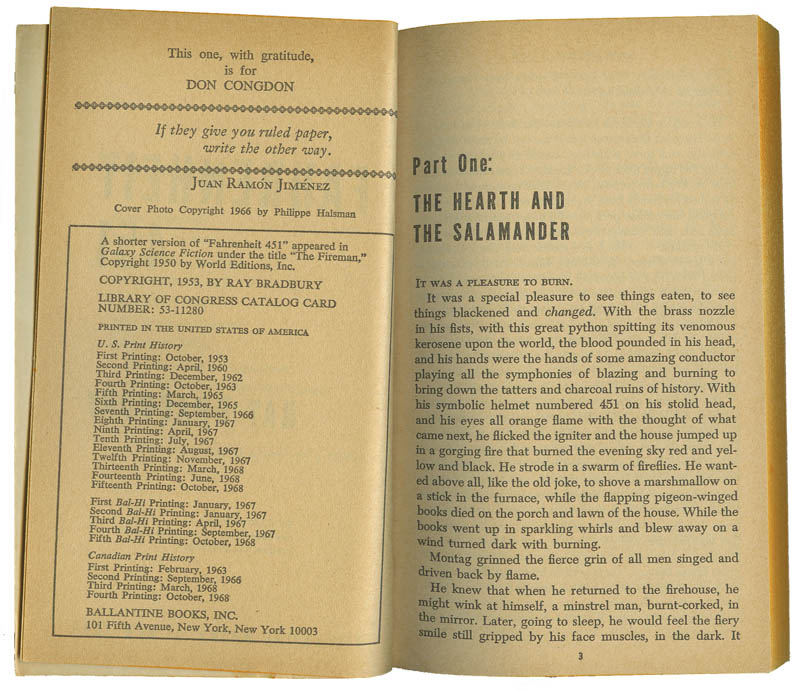 This one, with gratitude,
is for
DON CONGDON
If they give you ruled paper,
write the other way.
JUAN RAMÓN JIMÉNEZ
Cover Photo Copyright 1966 by Philippe Halsman
A shorter version of "Fahrenheit 451" appeared in
Galaxy Science Fiction under the title "The Fireman,"
Copyright 1950 by World Editions, Inc.
COPYRIGHT, 1953, BY RAY BRADBURY
LIBRARY OF CONGRESS CATALOG CARD
NUMBER: 53-11280
PRINTED IN THE UNITED STATES OF AMERICA
U. S. Print History
First Printing: October, 1953
Second Printing: April, 1960
Third Printing: December, 1962
Fourth Printing: October, 1963
Fifth Printing: March, 1965
Sixth Printing: December, 1965
Seventh Printing: September, 1966
Eighth Printing: January, 1967
Ninth Printing: April, 1967
Tenth Printing: July, 1967
Eleventh Printing: August, 1967
Twelfth Printing: November, 1967
Thirteenth Printing: March, 1968
Fourteenth Printing: June, 1968
Fifteenth Printing: October, 1968
First Bal-Hi Printing: January, 1967
Second Bal-Hi Printing: January, 1967
Third Bal-Hi Printing: April, 1967
Fourth Bal-Hi Printing: September, 1967
Fifth Bal-Hi Printing: October, 1968
Canadian Print History
First Printing: February, 1963
Second Printing: September, 1966
Third Printing: March, 1968
Fourth Printing: October, 1968
BALLANTINE BOOKS, INC.
101 Fifth Avenue, New York, New York 10003
Part One:
THE HEARTH AND
THE SALAMANDER
IT WAS A PLEASURE TO BURN.
It was a special pleasure to see things eaten, to see
things blackened and changed. With the brass nozzle
in his fists, with this great python spitting its venomous
kerosene upon the world, the blood pounded in his head,
and his hands were the hands of some amazing conductor
playing all the symphonies of blazing and burning to
bring down the tatters and charcoal ruins of history. With
his symbolic helmet numbered 451 on his stolid head,
and his eyes all orange flame with the thought of what
came next, he flicked the igniter and the house jumped up
in a gorging fire that burned the evening sky red and yel-
low and black. He strode in a swarm of fireflies. He want-
ed above all, like the old joke, to shove a marshmallow on
a stick in the furnace, while the flapping pigeon-winged
books died on the porch and lawn of the house. While the
books went up in sparkling whirls and blew away on a
wind turned dark with burning.
Montag grinned the fierce grin of all men singed and
driven back by flame.
He knew that when he returned to the firehouse, he
might wink at himself, a minstrel man, burnt-corked, in
the mirror. Later, going to sleep, he would feel the fiery
smile still gripped by his face muscles, in the dark. It
3